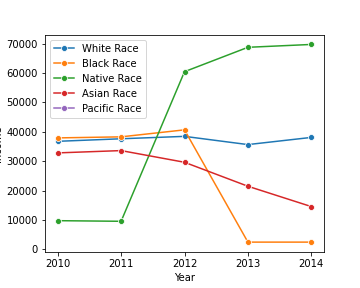 White Race
Black Race
Native Race
Asian Race
Pacific Race
70000
60000
50000
40000
30000
20000
10000
0
2010 2011 2012 2013 2014
Year